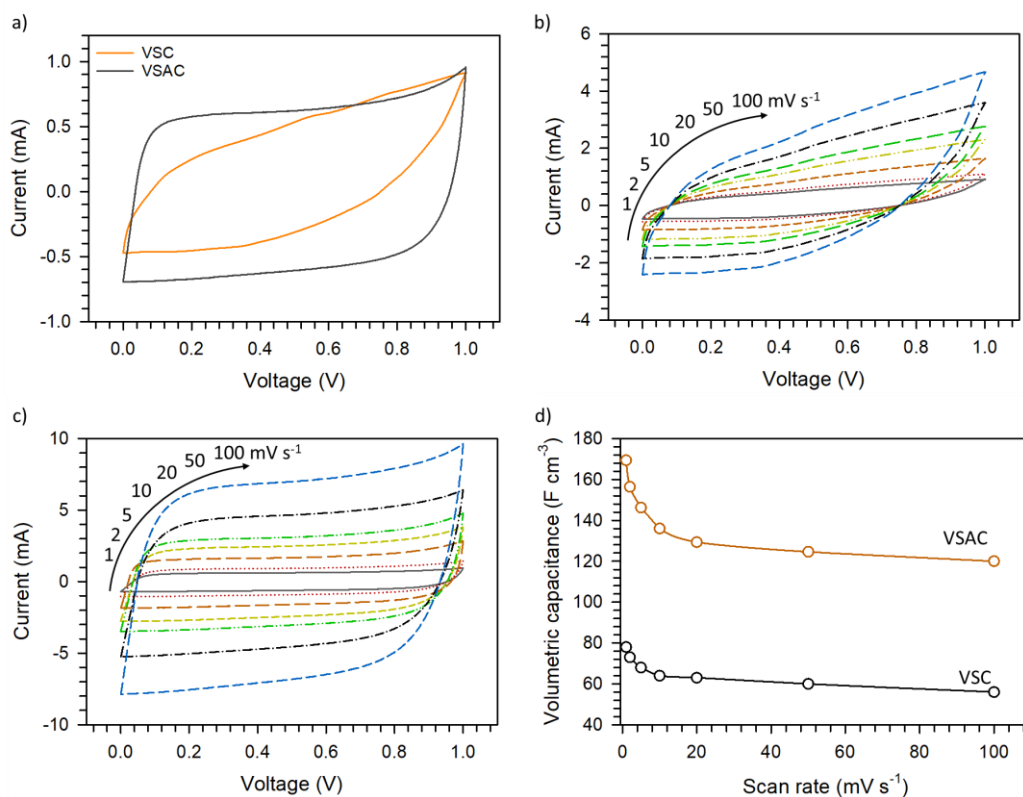 a)
VSC
VSAC
1.0
0.5
0.0
-0.5
-1.0
Current (mA)
0.0 0.2 0.4 0.6 0.8 1.0
Voltage (V)
b)
1 2 5 10 20 50 100 mV s⁻¹
6
4
2
0
-2
-4
Current (mA)
0.0 0.2 0.4 0.6 0.8 1.0
Voltage (V)
c)
1 2 5 10 20 50 100 mV s⁻¹
10
5
0
-5
-10
Current (mA)
0.0 0.2 0.4 0.6 0.8 1.0
Voltage (V)
d)
180
160
140
120
100
80
60
40
Volumetric capacitance (F cm⁻³)
VSAC
VSC
0 20 40 60 80 100
Scan rate (mV s⁻¹)